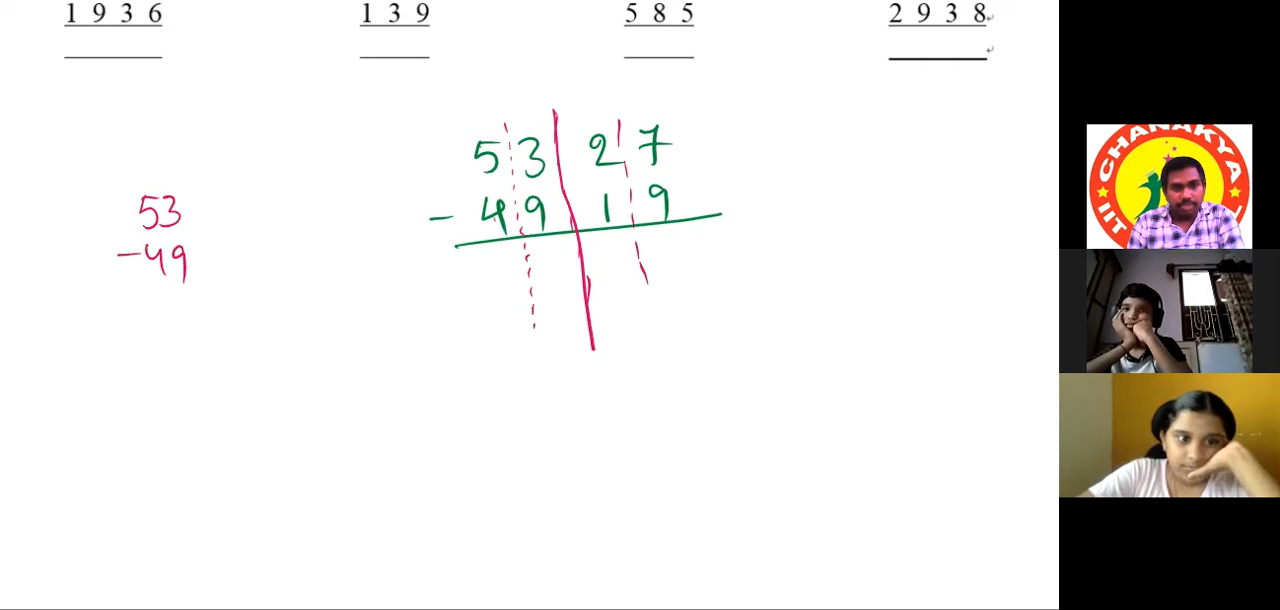 1 9 3 6 1 3 9 5 8 5 2 9 3 8
5 3 2 7
- 4 9 1 9
53
-49
CHANAKYA
IIT